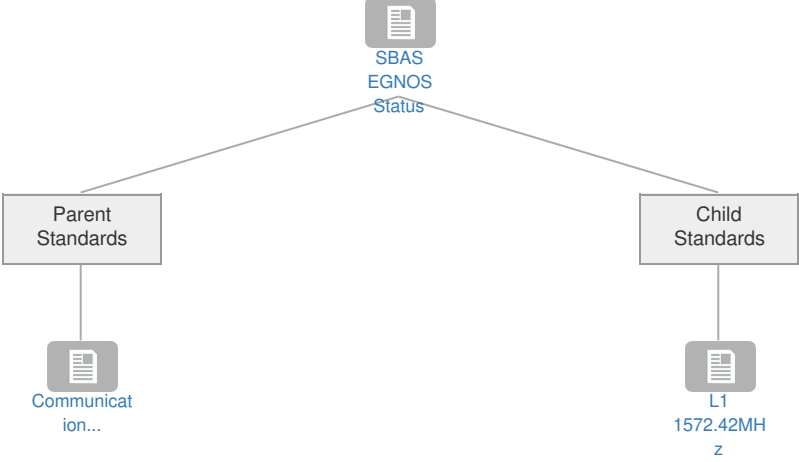 SBAS
EGNOS
Status
Parent
Standards
Child
Standards
Communicat
ion...
L1
1572.42MH
z